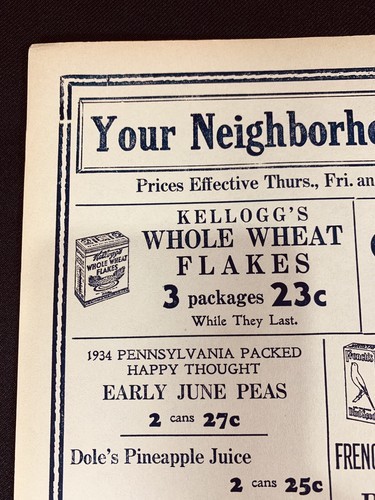 Your Neighborho
Prices Effective Thurs., Fri. an
KELLOGG'S
WHOLE WHEAT
FLAKES
3 packages 23c
While They Last.
Kellogg's
WHOLE WHEAT
FLAKES
1934 PENNSYLVANIA PACKED
HAPPY THOUGHT
EARLY JUNE PEAS
2 cans 27c
Dole's Pineapple Juice
2 cans 25c
French's
FRENC